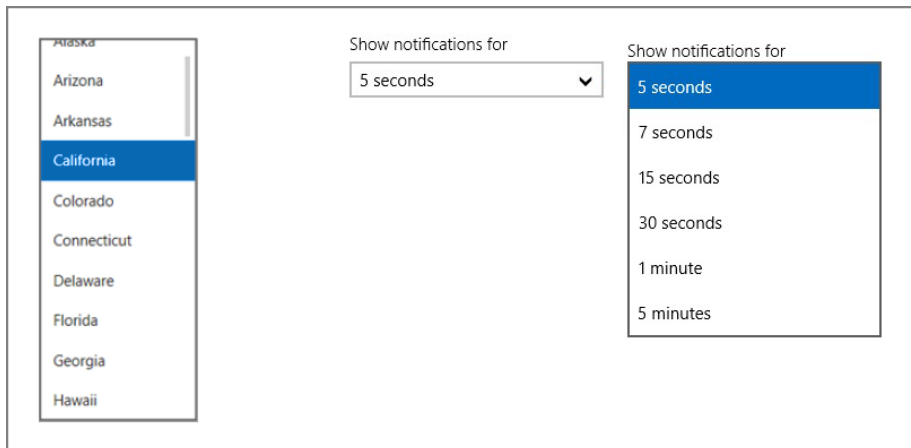 Alaska
Arizona
Arkansas
California
Colorado
Connecticut
Delaware
Florida
Georgia
Hawaii
Show notifications for
5 seconds
Show notifications for
5 seconds
7 seconds
15 seconds
30 seconds
1 minute
5 minutes